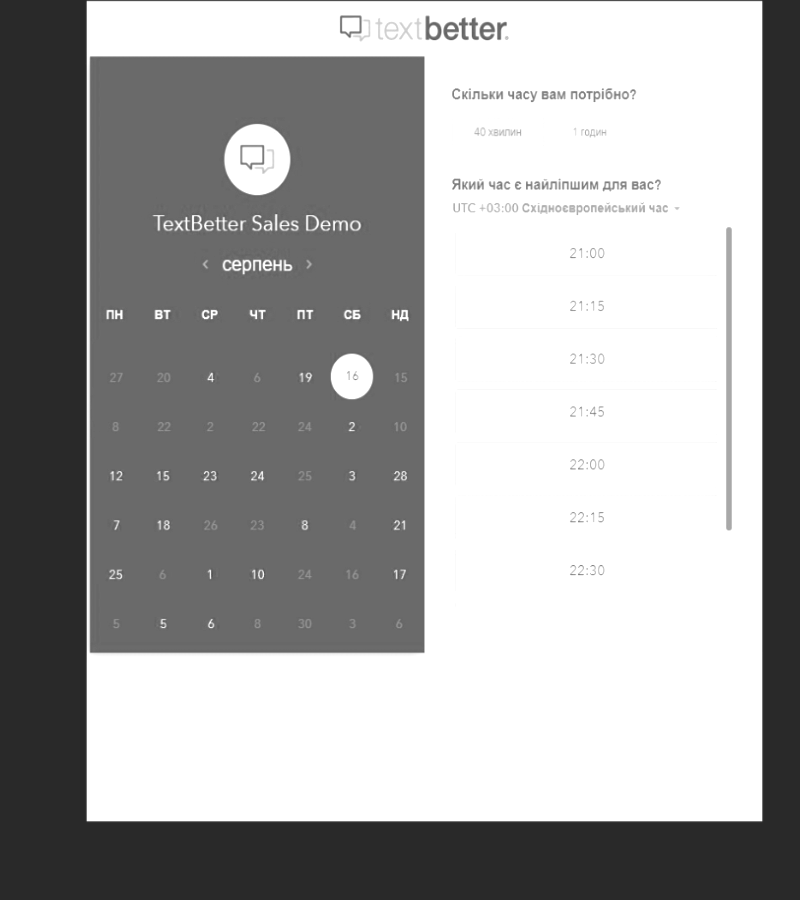 textbetter.
TextBetter Sales Demo
‹ серпень ›
ПН ВТ СР ЧТ ПТ СБ НД
27 20 4 6 19 16 15
8 22 2 22 24 2 10
12 15 23 24 25 3 28
7 18 26 23 8 4 21
25 6 1 10 24 16 17
5 5 6 8 30 3 6
Скільки часу вам потрібно?
40 хвилин 1 годин
Який час є найліпшим для вас?
UTC +03:00 Східноєвропейський час
21:00
21:15
21:30
21:45
22:00
22:15
22:30